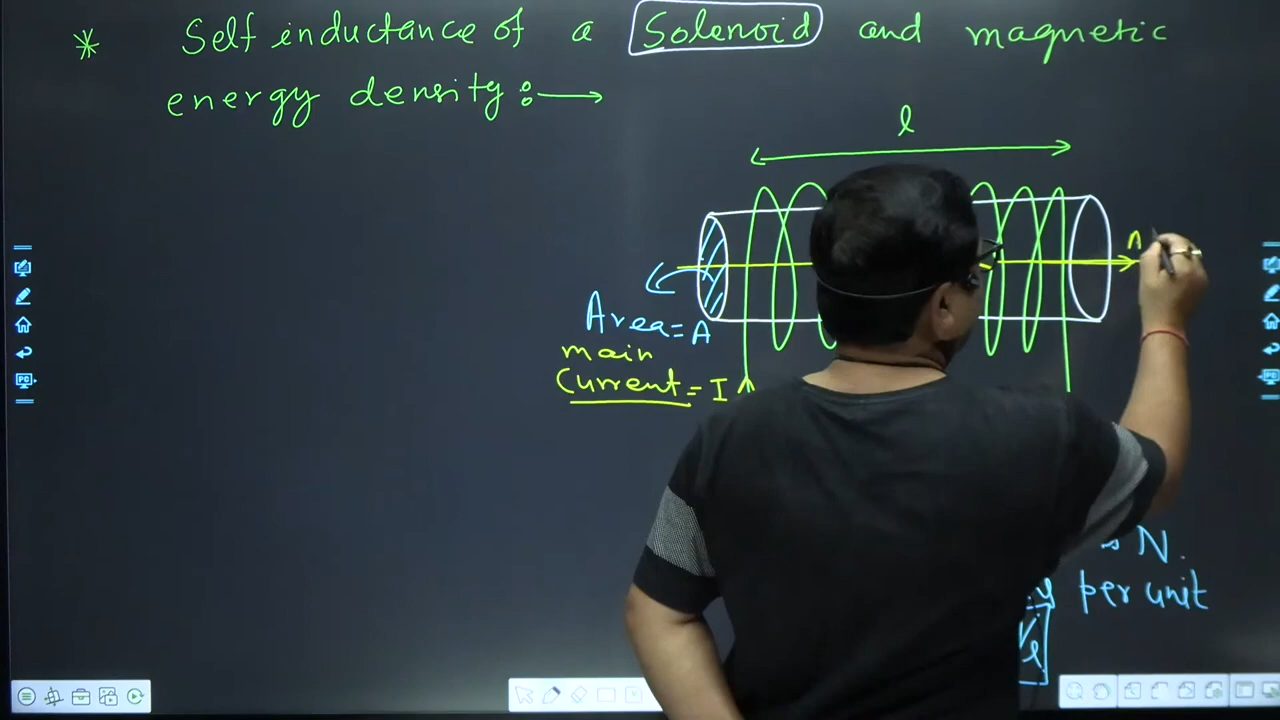 * Self inductance of a Solenoid and magnetic
energy density :→
l
Area = A
main
Current = I
N.
per unit